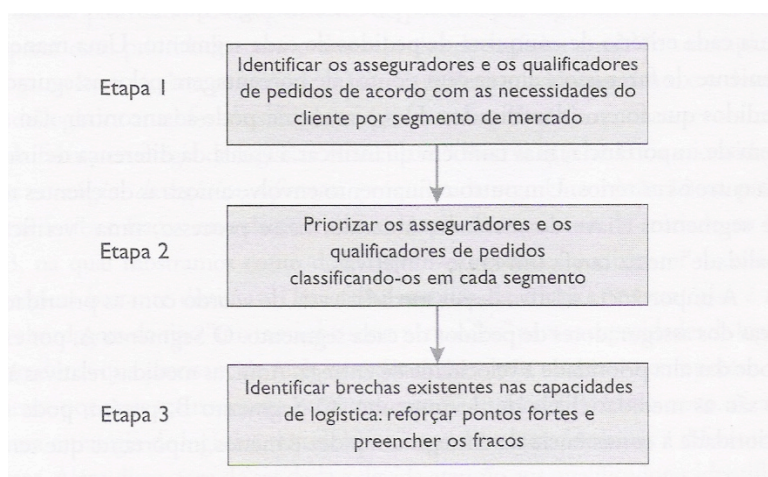 Etapa 1
Identificar os asseguradores e os qualificadores
de pedidos de acordo com as necessidades do
cliente por segmento de mercado
Etapa 2
Priorizar os asseguradores e os
qualificadores de pedidos
classificando-os em cada segmento
Etapa 3
Identificar brechas existentes nas capacidades
de logística: reforçar pontos fortes e
preencher os fracos